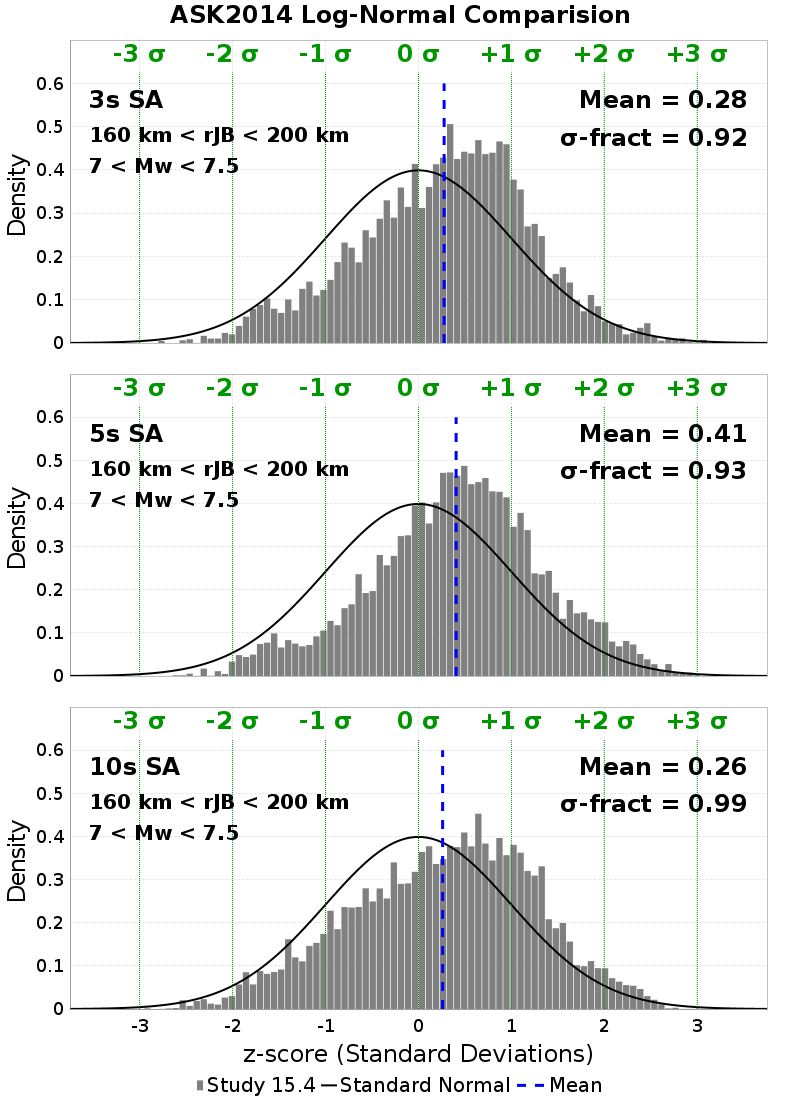 ASK2014 Log-Normal Comparision
-3 σ -2 σ -1 σ 0 σ +1 σ +2 σ +3 σ
3s SA
160 km < rJB < 200 km
7 < Mw < 7.5
Mean = 0.28
σ-fract = 0.92
Density
0.6
0.5
0.4
0.3
0.2
0.1
0
-3 σ -2 σ -1 σ 0 σ +1 σ +2 σ +3 σ
5s SA
160 km < rJB < 200 km
7 < Mw < 7.5
Mean = 0.41
σ-fract = 0.93
Density
0.6
0.5
0.4
0.3
0.2
0.1
0
-3 σ -2 σ -1 σ 0 σ +1 σ +2 σ +3 σ
10s SA
160 km < rJB < 200 km
7 < Mw < 7.5
Mean = 0.26
σ-fract = 0.99
Density
0.6
0.5
0.4
0.3
0.2
0.1
0
-3 -2 -1 0 1 2 3
z-score (Standard Deviations)
Study 15.4 Standard Normal Mean